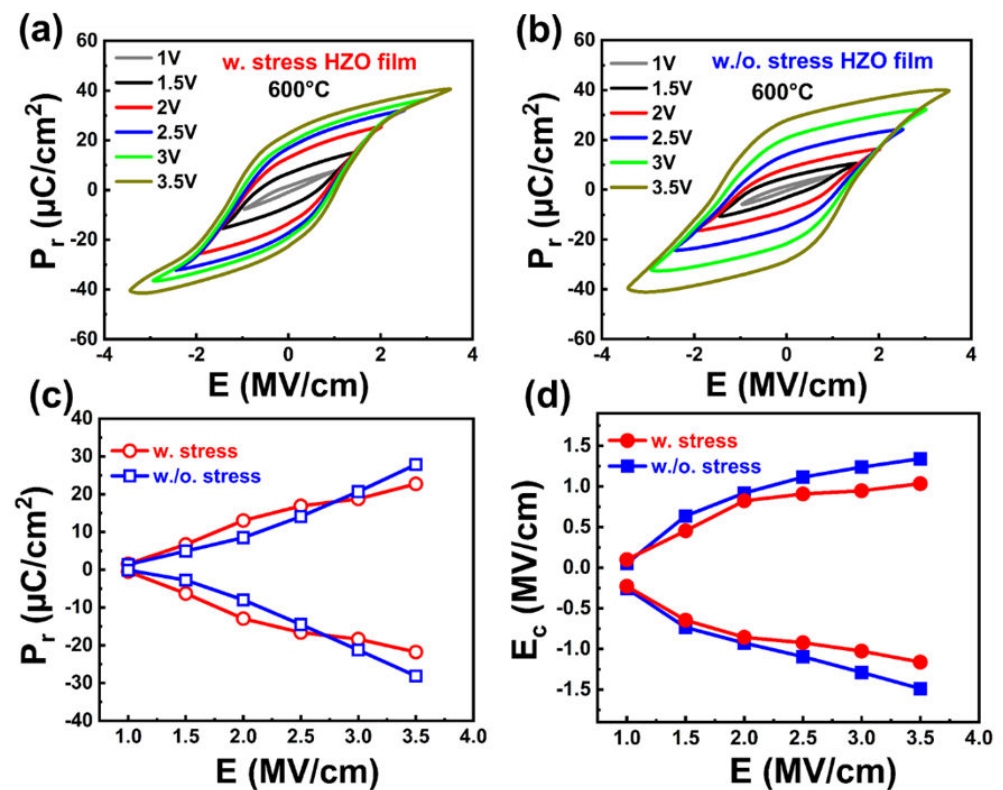 (a)
60
40
20
0
-20
-40
-60
P_r (µC/cm²)
1V
1.5V
2V
2.5V
3V
3.5V
w. stress HZO film
600°C
-4
-2
0
2
4
E (MV/cm)
(b)
60
40
20
0
-20
-40
-60
P_r (µC/cm²)
1V
1.5V
2V
2.5V
3V
3.5V
w./o. stress HZO film
600°C
-4
-2
0
2
4
E (MV/cm)
(c)
40
30
20
10
0
-10
-20
-30
-40
P_r (µC/cm²)
w. stress
w./o. stress
1.0
1.5
2.0
2.5
3.0
3.5
4.0
E (MV/cm)
(d)
1.5
1.0
0.5
0.0
-0.5
-1.0
-1.5
E_c (MV/cm)
w. stress
w./o. stress
1.0
1.5
2.0
2.5
3.0
3.5
4.0
E (MV/cm)